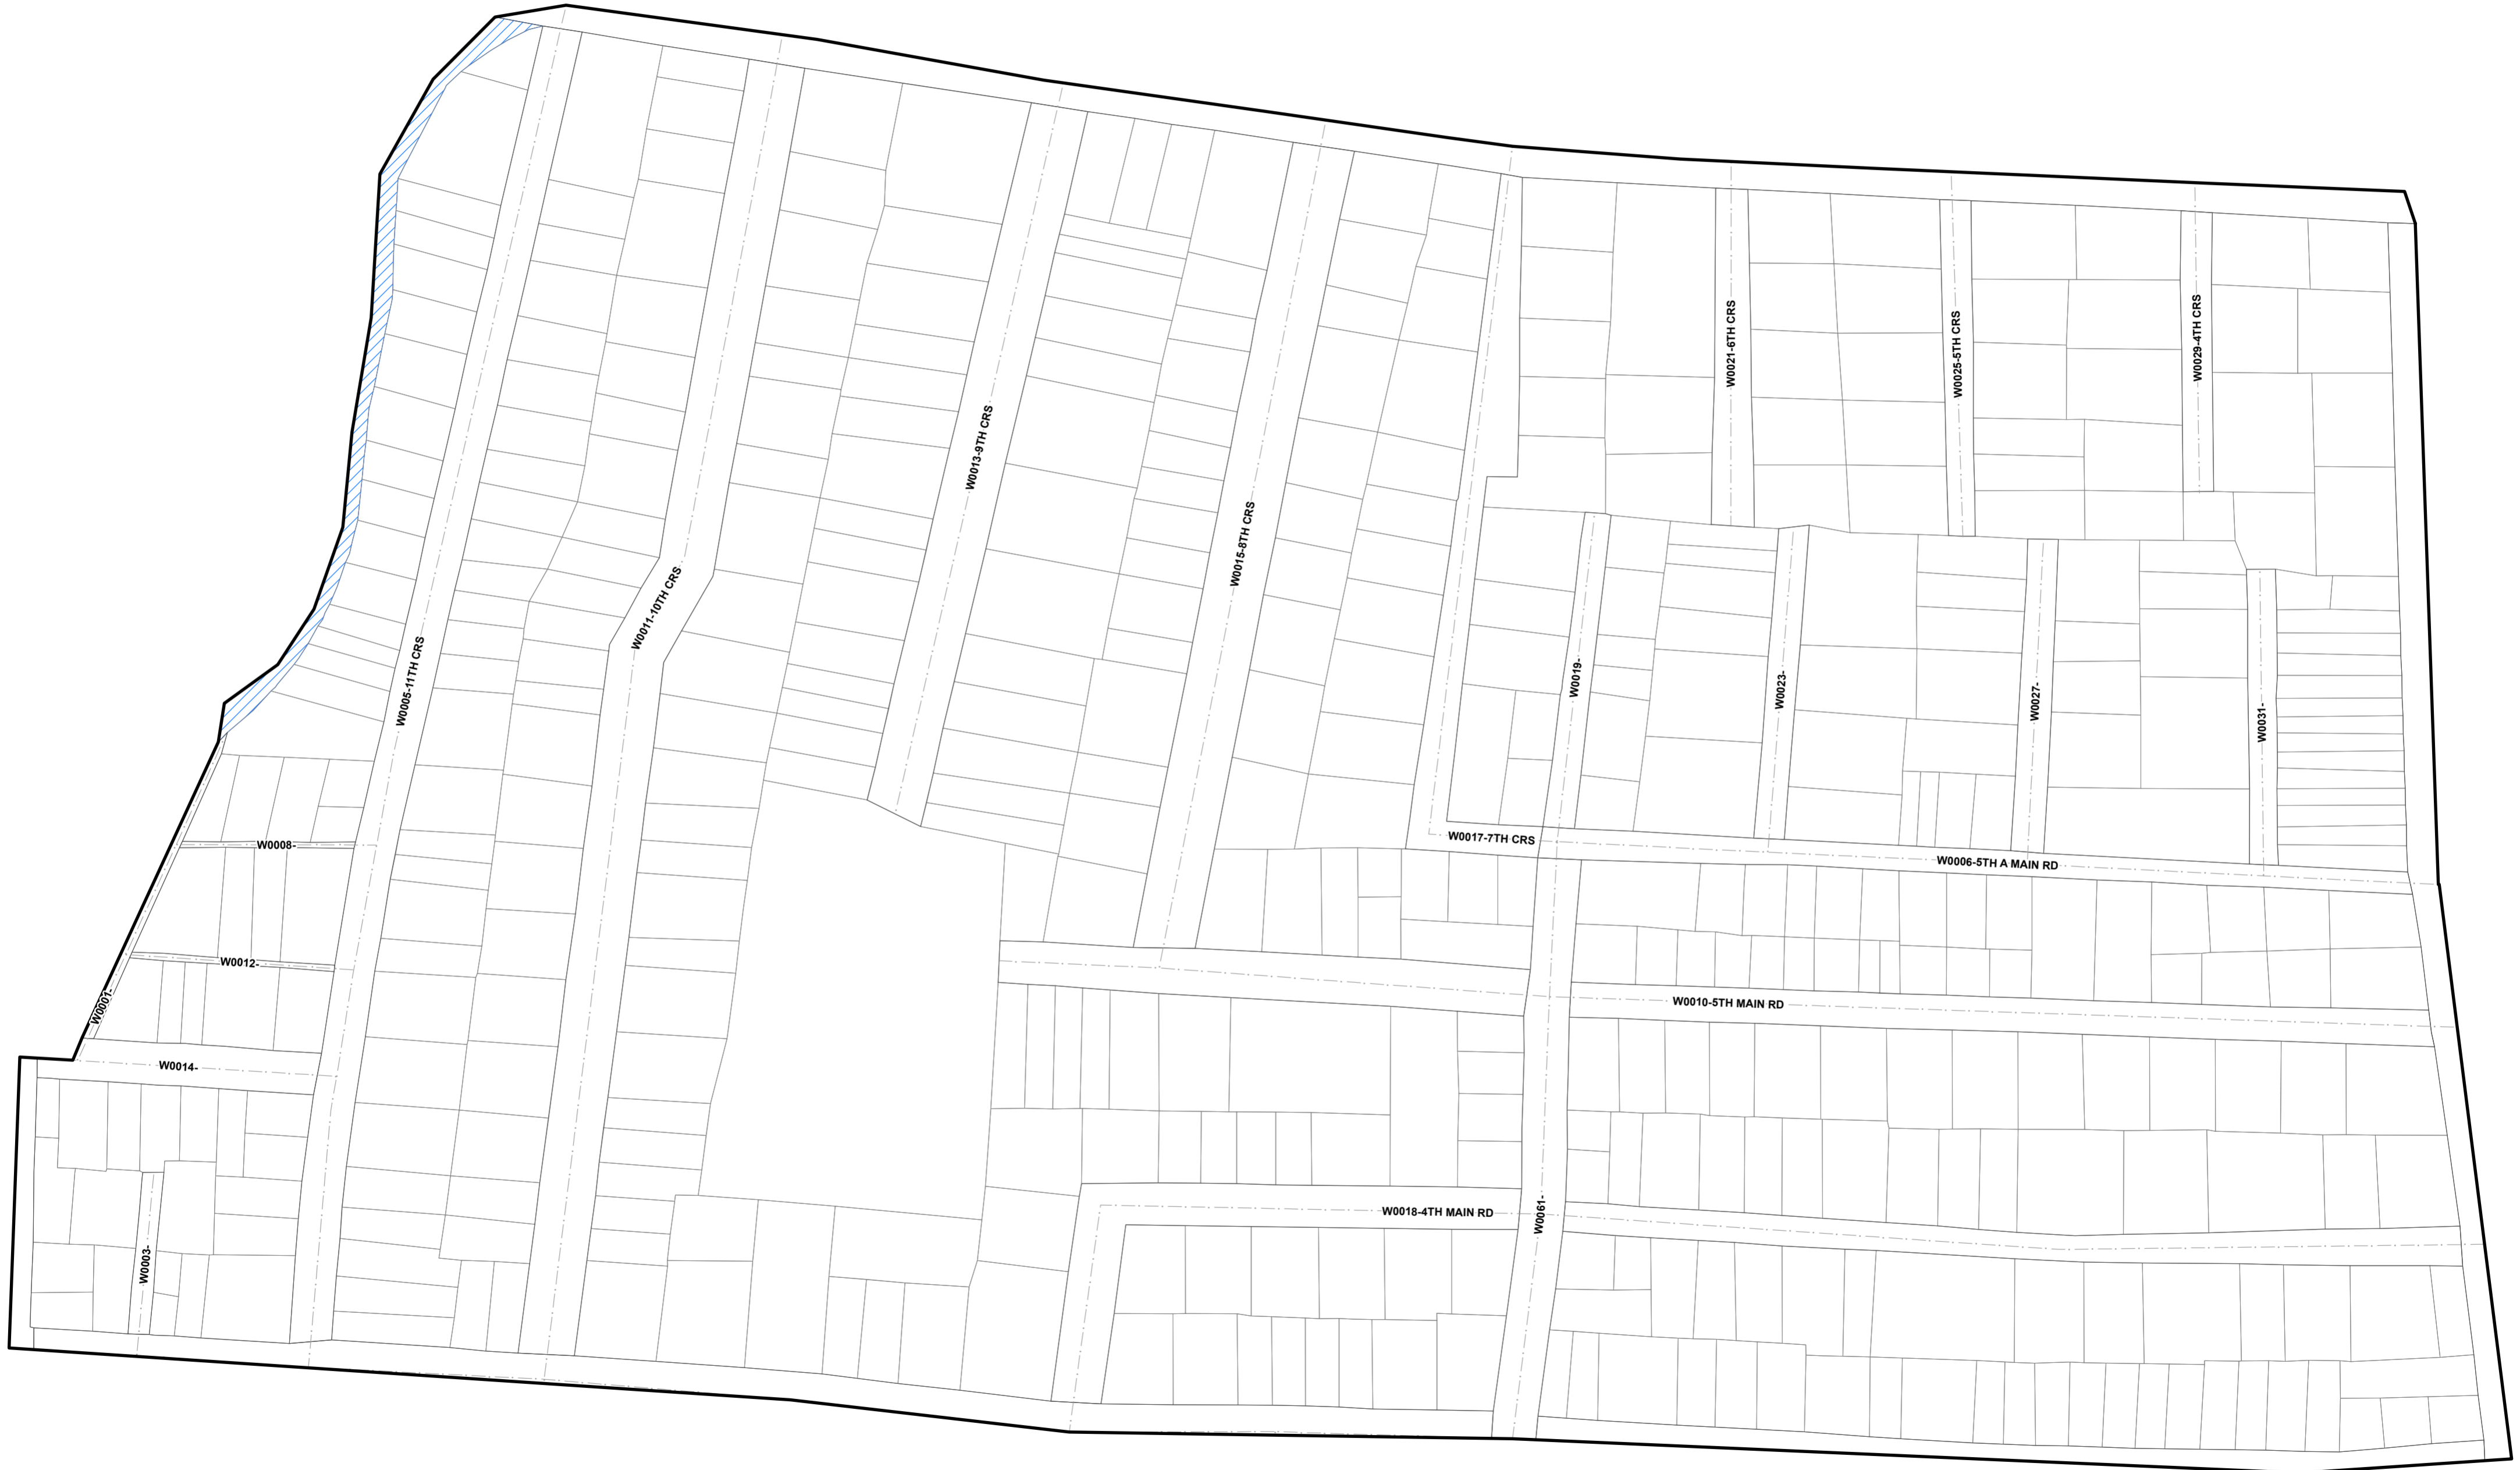 W0021-6TH CRS
W0025-5TH CRS
W0029-4TH CRS
W0013-9TH CRS
W0015-8TH CRS
W0011-10TH CRS
W0005-11TH CRS
W0019-
W0023-
W0027-
W0031-
W0017-7TH CRS
W0008-
W0006-5TH A MAIN RD
W0012-
W0001-
W0010-5TH MAIN RD
W0014-
W0018-4TH MAIN RD
W0061-
W0003-